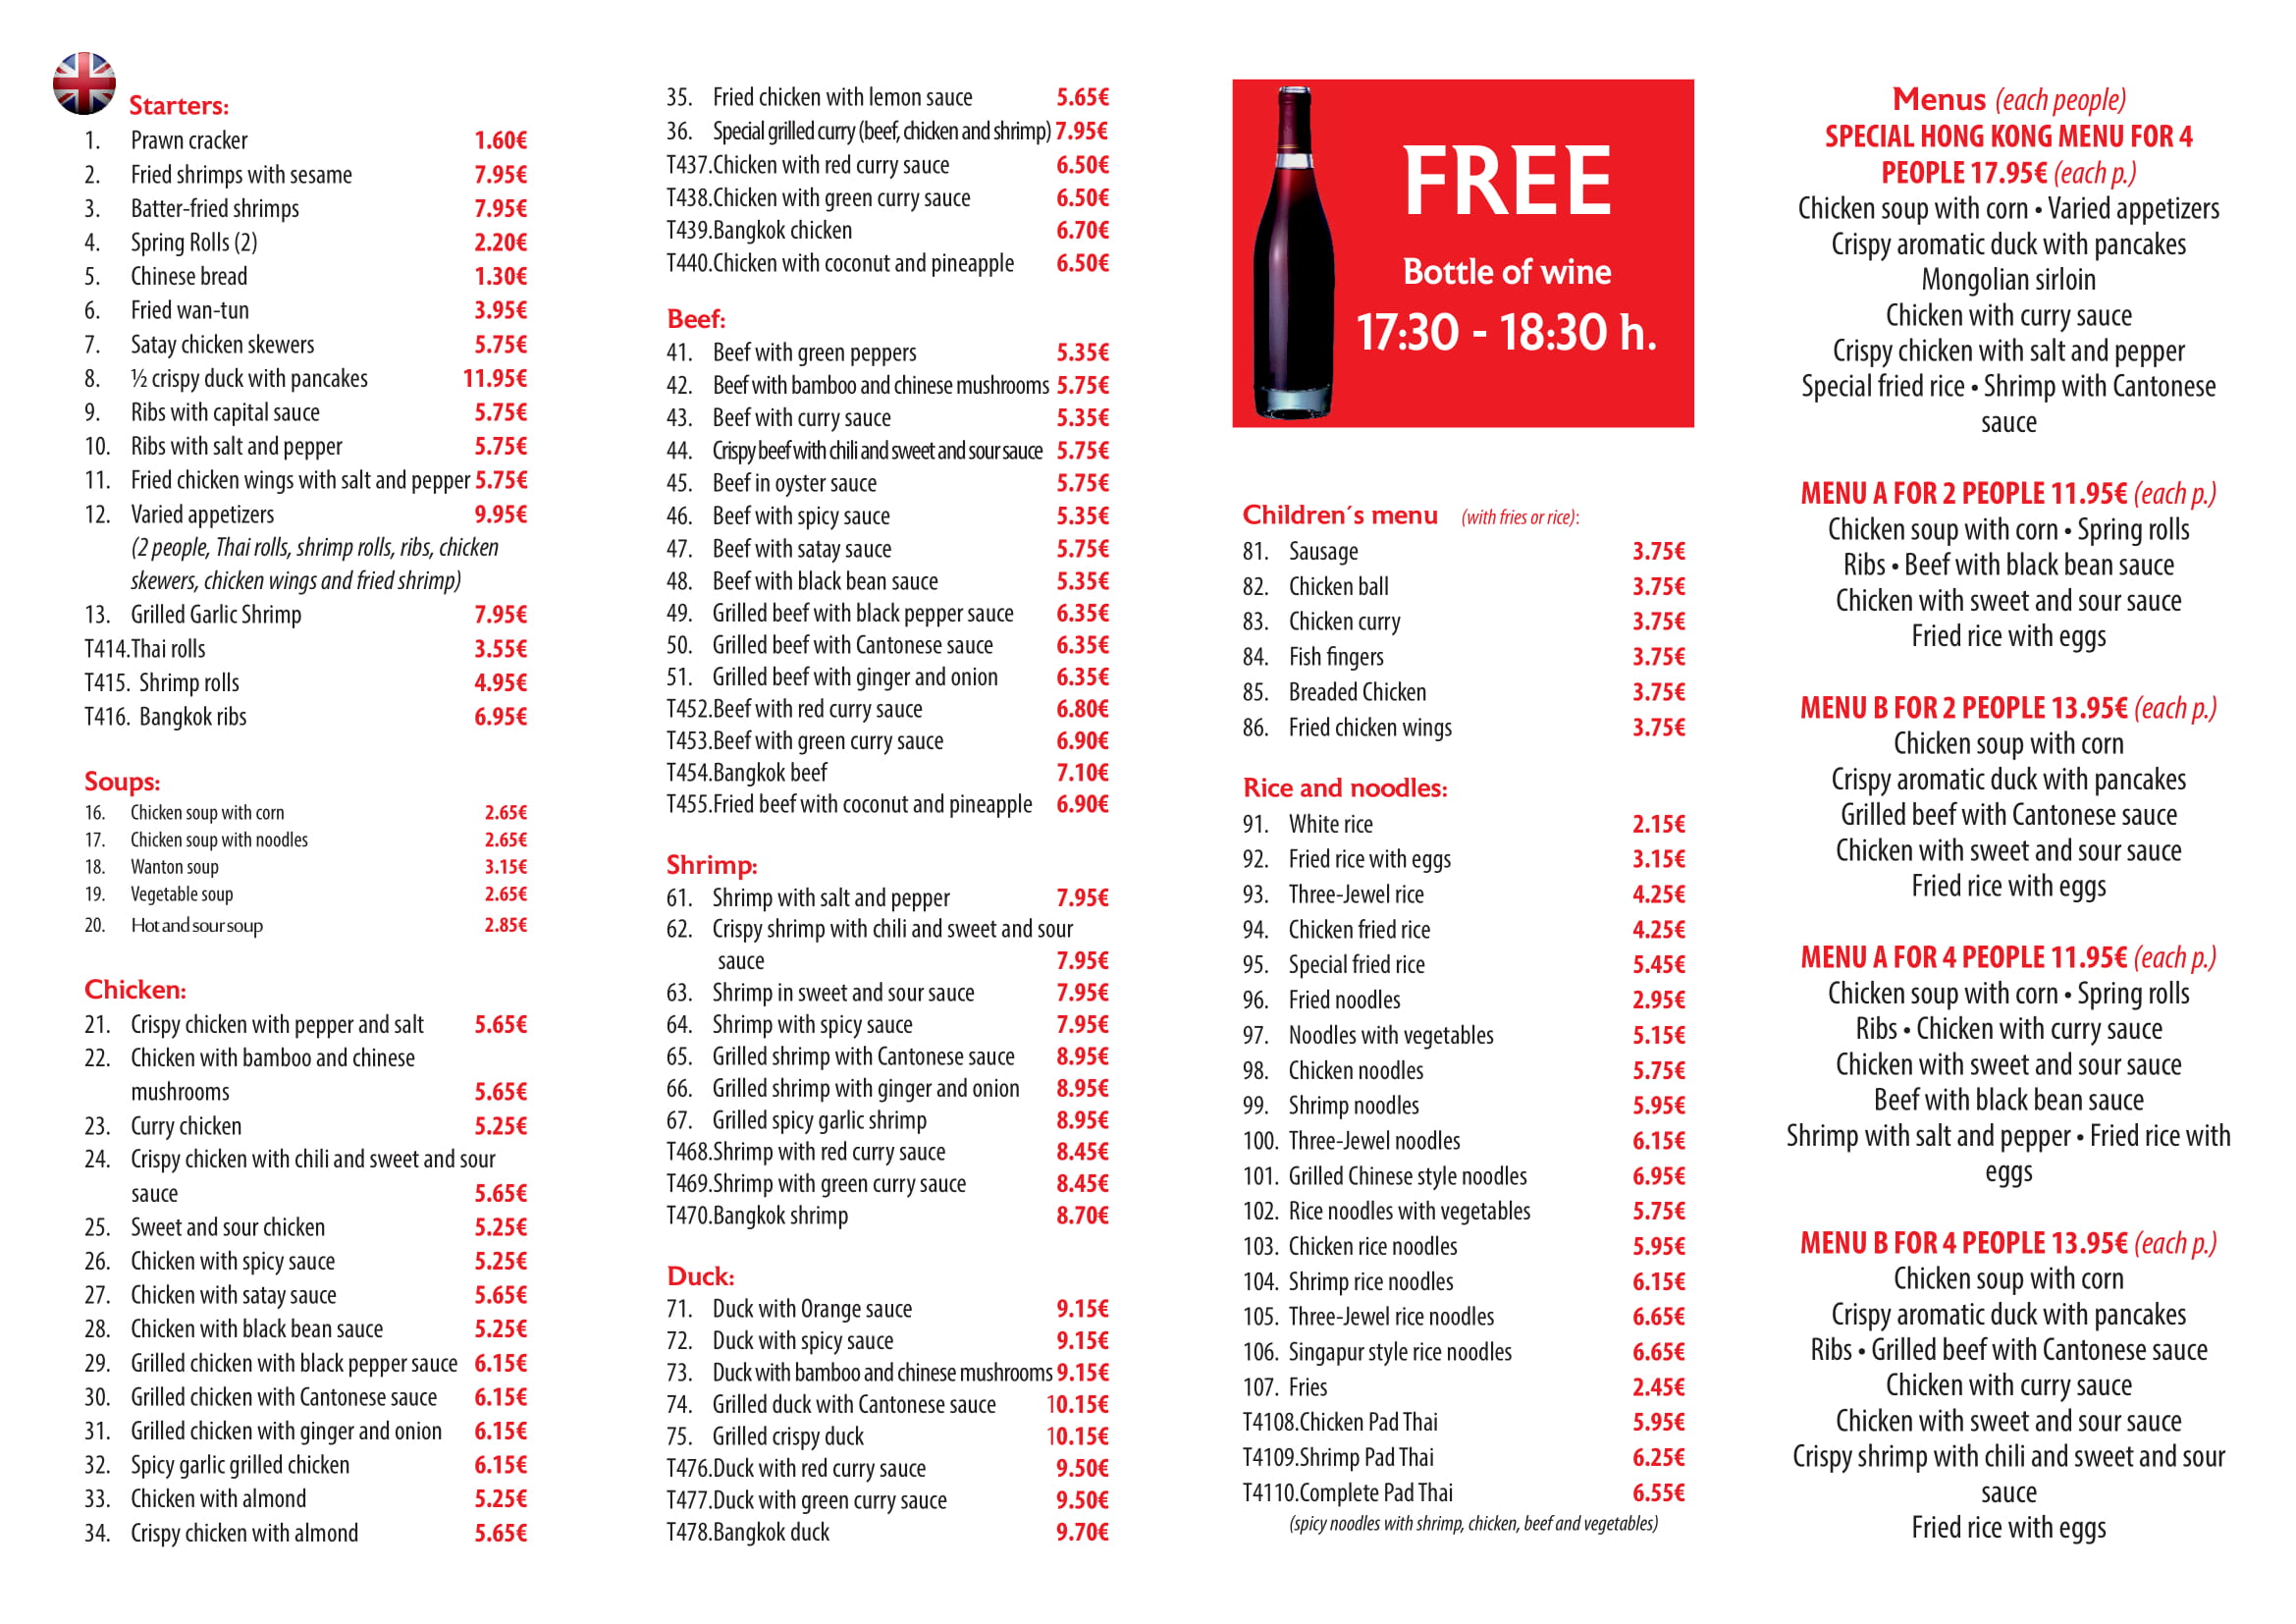 Starters:
1. Prawn cracker 1.60€
2. Fried shrimps with sesame 7.95€
3. Batter-fried shrimps 7.95€
4. Spring Rolls (2) 2.20€
5. Chinese bread 1.30€
6. Fried wan-tun 3.95€
7. Satay chicken skewers 5.75€
8. ½ crispy duck with pancakes 11.95€
9. Ribs with capital sauce 5.75€
10. Ribs with salt and pepper 5.75€
11. Fried chicken wings with salt and pepper 5.75€
12. Varied appetizers 9.95€
(2 people, Thai rolls, shrimp rolls, ribs, chicken
skewers, chicken wings and fried shrimp)
13. Grilled Garlic Shrimp 7.95€
T414.Thai rolls 3.55€
T415. Shrimp rolls 4.95€
T416. Bangkok ribs 6.95€
Soups:
16. Chicken soup with corn 2.65€
17. Chicken soup with noodles 2.65€
18. Wanton soup 3.15€
19. Vegetable soup 2.65€
20. Hot and sour soup 2.85€
Chicken:
21. Crispy chicken with pepper and salt 5.65€
22. Chicken with bamboo and chinese
mushrooms 5.65€
23. Curry chicken 5.25€
24. Crispy chicken with chili and sweet and sour
sauce 5.65€
25. Sweet and sour chicken 5.25€
26. Chicken with spicy sauce 5.25€
27. Chicken with satay sauce 5.65€
28. Chicken with black bean sauce 5.25€
29. Grilled chicken with black pepper sauce 6.15€
30. Grilled chicken with Cantonese sauce 6.15€
31. Grilled chicken with ginger and onion 6.15€
32. Spicy garlic grilled chicken 6.15€
33. Chicken with almond 5.25€
34. Crispy chicken with almond 5.65€
35. Fried chicken with lemon sauce 5.65€
36. Special grilled curry (beef, chicken and shrimp) 7.95€
T437.Chicken with red curry sauce 6.50€
T438.Chicken with green curry sauce 6.50€
T439.Bangkok chicken 6.70€
T440.Chicken with coconut and pineapple 6.50€
Beef:
41. Beef with green peppers 5.35€
42. Beef with bamboo and chinese mushrooms 5.75€
43. Beef with curry sauce 5.35€
44. Crispy beef with chili and sweet and sour sauce 5.75€
45. Beef in oyster sauce 5.75€
46. Beef with spicy sauce 5.35€
47. Beef with satay sauce 5.75€
48. Beef with black bean sauce 5.35€
49. Grilled beef with black pepper sauce 6.35€
50. Grilled beef with Cantonese sauce 6.35€
51. Grilled beef with ginger and onion 6.35€
T452.Beef with red curry sauce 6.80€
T453.Beef with green curry sauce 6.90€
T454.Bangkok beef 7.10€
T455.Fried beef with coconut and pineapple 6.90€
Shrimp:
61. Shrimp with salt and pepper 7.95€
62. Crispy shrimp with chili and sweet and sour
sauce 7.95€
63. Shrimp in sweet and sour sauce 7.95€
64. Shrimp with spicy sauce 7.95€
65. Grilled shrimp with Cantonese sauce 8.95€
66. Grilled shrimp with ginger and onion 8.95€
67. Grilled spicy garlic shrimp 8.95€
T468.Shrimp with red curry sauce 8.45€
T469.Shrimp with green curry sauce 8.45€
T470.Bangkok shrimp 8.70€
Duck:
71. Duck with Orange sauce 9.15€
72. Duck with spicy sauce 9.15€
73. Duck with bamboo and chinese mushrooms 9.15€
74. Grilled duck with Cantonese sauce 10.15€
75. Grilled crispy duck 10.15€
T476.Duck with red curry sauce 9.50€
T477.Duck with green curry sauce 9.50€
T478.Bangkok duck 9.70€
FREE
Bottle of wine
17:30 - 18:30 h.
Children´s menu (with fries or rice):
81. Sausage 3.75€
82. Chicken ball 3.75€
83. Chicken curry 3.75€
84. Fish fingers 3.75€
85. Breaded Chicken 3.75€
86. Fried chicken wings 3.75€
Rice and noodles:
91. White rice 2.15€
92. Fried rice with eggs 3.15€
93. Three-Jewel rice 4.25€
94. Chicken fried rice 4.25€
95. Special fried rice 5.45€
96. Fried noodles 2.95€
97. Noodles with vegetables 5.15€
98. Chicken noodles 5.75€
99. Shrimp noodles 5.95€
100. Three-Jewel noodles 6.15€
101. Grilled Chinese style noodles 6.95€
102. Rice noodles with vegetables 5.75€
103. Chicken rice noodles 5.95€
104. Shrimp rice noodles 6.15€
105. Three-Jewel rice noodles 6.65€
106. Singapur style rice noodles 6.65€
107. Fries 2.45€
T4108.Chicken Pad Thai 5.95€
T4109.Shrimp Pad Thai 6.25€
T4110.Complete Pad Thai 6.55€
(spicy noodles with shrimp, chicken, beef and vegetables)
Menus (each people)
SPECIAL HONG KONG MENU FOR 4
PEOPLE 17.95€ (each p.)
Chicken soup with corn • Varied appetizers
Crispy aromatic duck with pancakes
Mongolian sirloin
Chicken with curry sauce
Crispy chicken with salt and pepper
Special fried rice • Shrimp with Cantonese
sauce
MENU A FOR 2 PEOPLE 11.95€ (each p.)
Chicken soup with corn • Spring rolls
Ribs • Beef with black bean sauce
Chicken with sweet and sour sauce
Fried rice with eggs
MENU B FOR 2 PEOPLE 13.95€ (each p.)
Chicken soup with corn
Crispy aromatic duck with pancakes
Grilled beef with Cantonese sauce
Chicken with sweet and sour sauce
Fried rice with eggs
MENU A FOR 4 PEOPLE 11.95€ (each p.)
Chicken soup with corn • Spring rolls
Ribs • Chicken with curry sauce
Chicken with sweet and sour sauce
Beef with black bean sauce
Shrimp with salt and pepper • Fried rice with
eggs
MENU B FOR 4 PEOPLE 13.95€ (each p.)
Chicken soup with corn
Crispy aromatic duck with pancakes
Ribs • Grilled beef with Cantonese sauce
Chicken with curry sauce
Chicken with sweet and sour sauce
Crispy shrimp with chili and sweet and sour
sauce
Fried rice with eggs